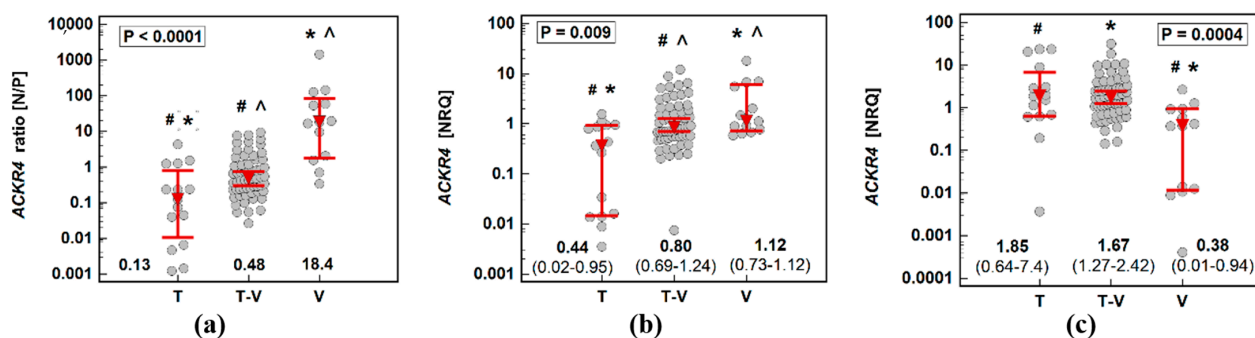 10000
1000
100
10
1
0.1
0.01
0.001
ACKR4 ratio [N/P]
P < 0.0001
# *
# ^
* ^
0.13
0.48
18.4
T
T-V
V
(a)
100
10
1
0.1
0.01
0.001
ACKR4 [NRQ]
P = 0.009
# *
# ^
* ^
0.44
(0.02-0.95)
0.80
(0.69-1.24)
1.12
(0.73-1.12)
T
T-V
V
(b)
100
10
1
0.1
0.01
0.001
0.0001
ACKR4 [NRQ]
P = 0.0004
#
*
# *
1.85
(0.64-7.4)
1.67
(1.27-2.42)
0.38
(0.01-0.94)
T
T-V
V
(c)